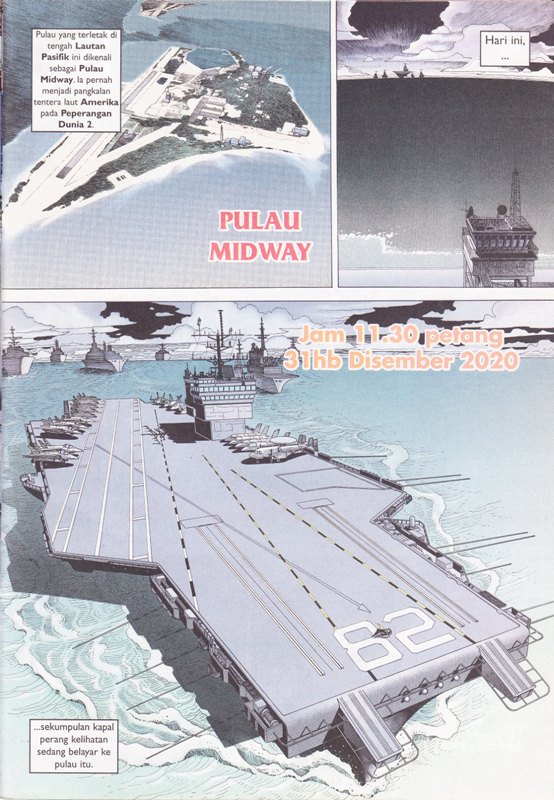 Pulau yang terletak di
tengah Lautan
Pasifik ini dikenali
sebagai Pulau
Midway. Ia pernah
menjadi pangkalan
tentera laut Amerika
pada Peperangan
Dunia 2.
PULAU
MIDWAY
Hari ini,
...
Jam 11.30 petang
31hb Disember 2020
82
...sekumpulan kapal
perang kelihatan
sedang belayar ke
pulau itu.